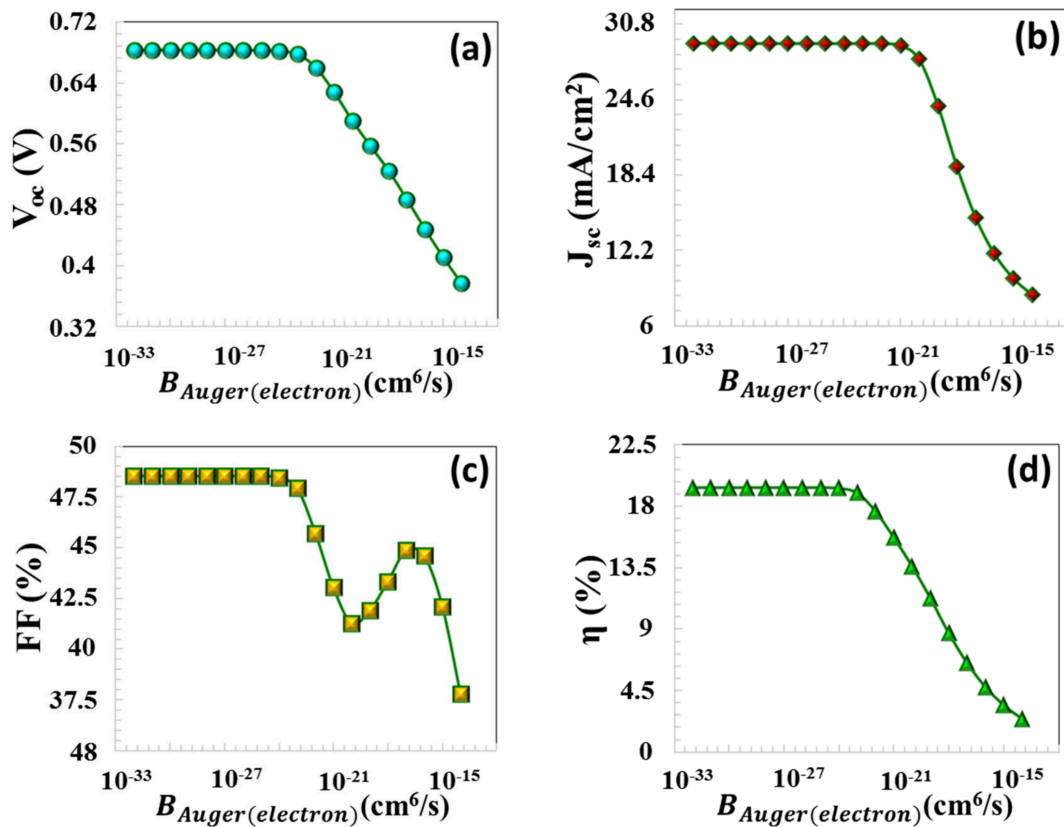 (a)
V_oc (V)
0.72
0.64
0.56
0.48
0.4
0.32
10^-33 10^-27 10^-21 10^-15
B_Auger(electron)(cm^6/s)
(b)
J_sc (mA/cm^2)
30.8
24.6
18.4
12.2
6
10^-33 10^-27 10^-21 10^-15
B_Auger(electron)(cm^6/s)
(c)
FF (%)
50
47.5
45
42.5
40
37.5
48
10^-33 10^-27 10^-21 10^-15
B_Auger(electron)(cm^6/s)
(d)
η (%)
22.5
18
13.5
9
4.5
0
10^-33 10^-27 10^-21 10^-15
B_Auger(electron)(cm^6/s)